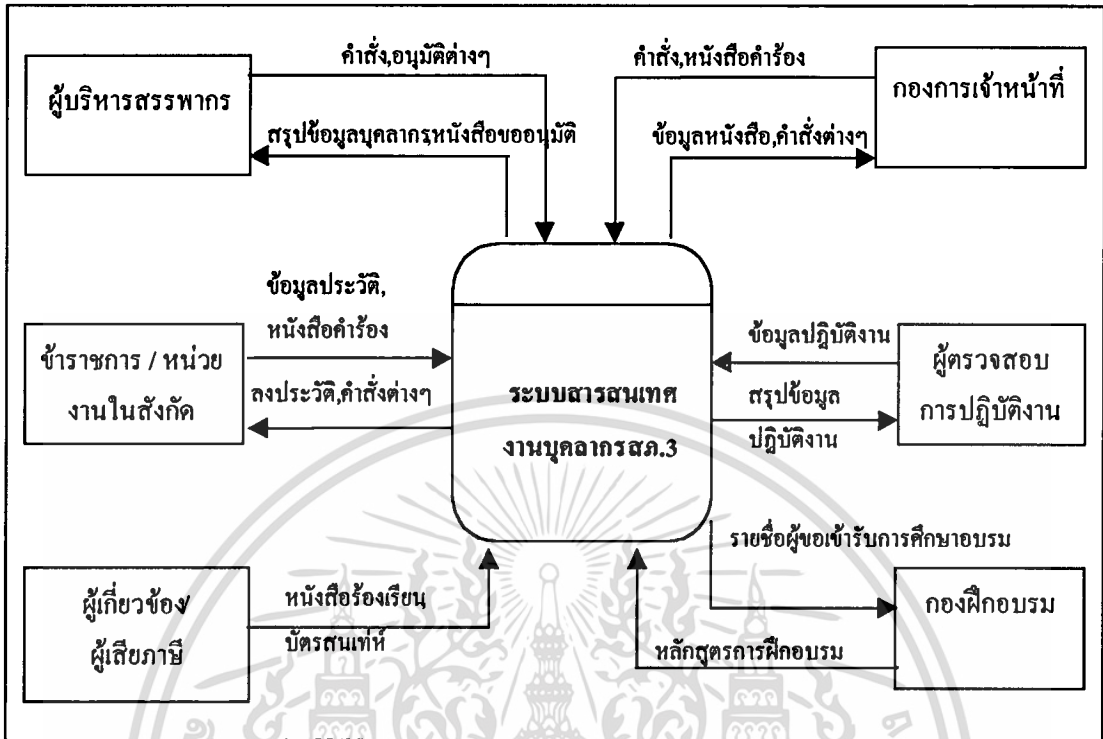 คำสั่ง,อนุมัติต่างๆ
คำสั่ง,หนังสือคำร้อง
ผู้บริหารสรรพากร
กองการเจ้าหน้าที่
สรุปข้อมูลบุคลากร,หนังสือขออนุมัติ
ข้อมูลหนังสือ,คำสั่งต่างๆ
ข้อมูลประวัติ,
หนังสือคำร้อง
ข้าราชการ / หน่วย
งานในสังกัด
ลงประวัติ,คำสั่งต่างๆ
ระบบสารสนเทศ
งานบุคลากรสภ.3
ข้อมูลปฎิบัติงาน
สรุปข้อมูล
ปฎิบัติงาน
ผู้ตรวจสอบ
การปฎิบัติงาน
รายชื่อผู้ขอเข้ารับการศึกษาอบรม
ผู้เกี่ยวข้อง/
ผู้เสียภาษี
หนังสือร้องเรียน,
บัตรสนเท่ห์
หลักสูตรการฝึกอบรม
กองฝึกอบรม